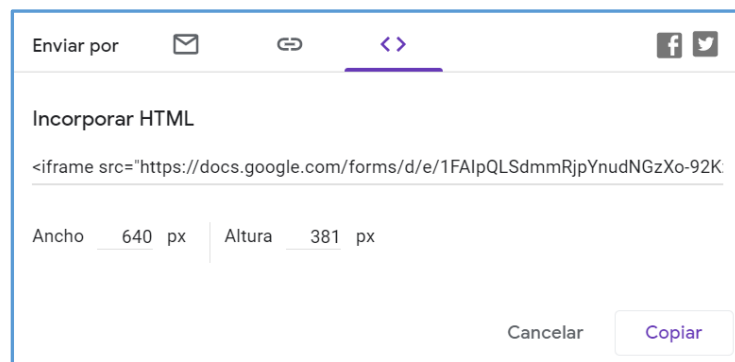 Enviar por
Incorporar HTML
<iframe src="https://docs.google.com/forms/d/e/1FAIpQLSdmmRjpYnudNGzXo-92K
Ancho 640 px Altura 381 px
Cancelar Copiar